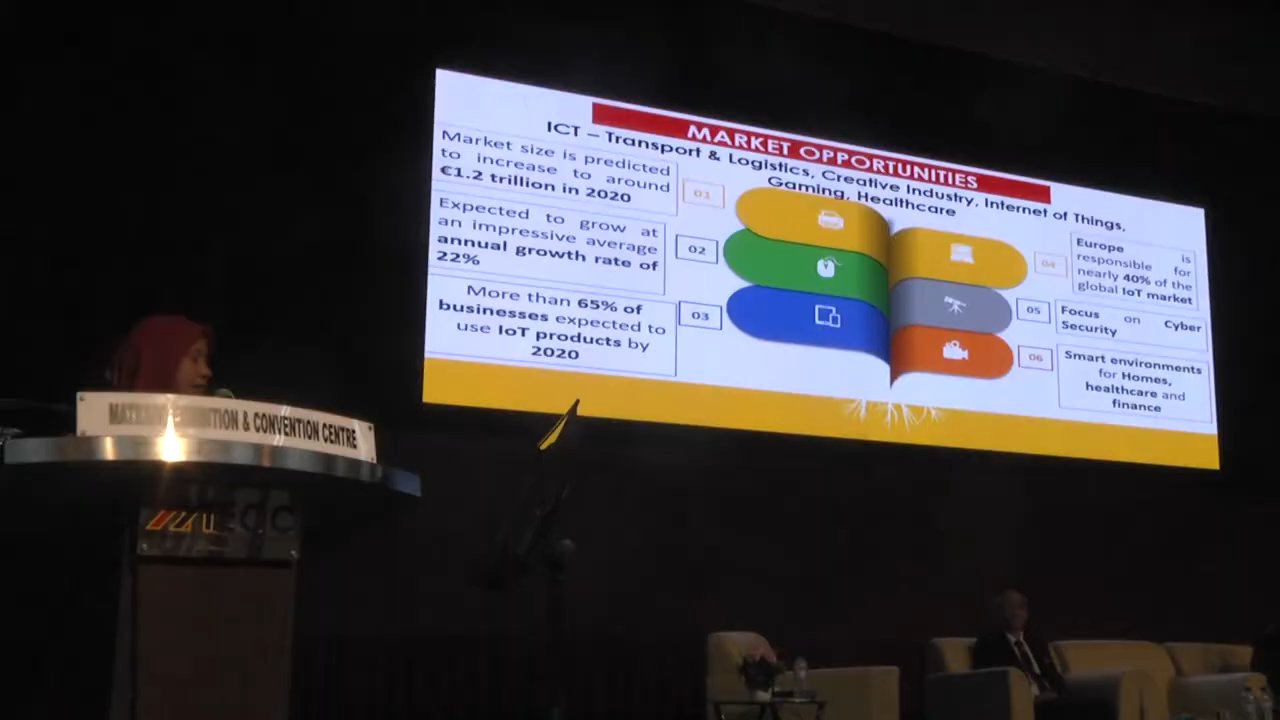 MARKET OPPORTUNITIES
ICT – Transport & Logistics, Creative Industry, Internet of Things,
Gaming, Healthcare
Market size is predicted
to increase to around
€1.2 trillion in 2020
01
Expected to grow at
an impressive average
annual growth rate of
22%
02
More than 65% of
businesses expected to
use IoT products by
2020
03
04
Europe is
responsible for
nearly 40% of the
global IoT market
05
Focus on Cyber
Security
06
Smart environments
for Homes,
healthcare and
finance
& CONVENTION CENTRE